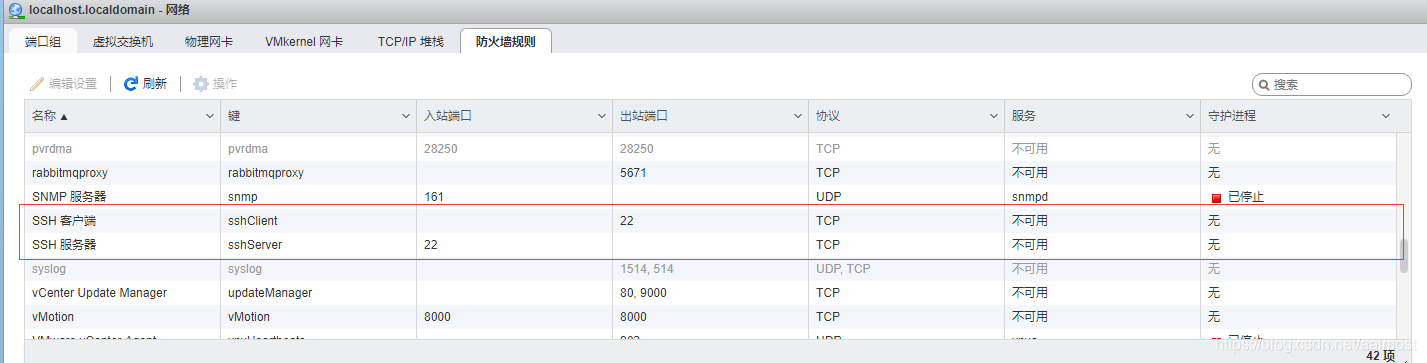 localhost.localdomain - 网络
端口组 虚拟交换机 物理网卡 VMkernel 网卡 TCP/IP 堆栈 防火墙规则
编辑设置 刷新 操作 搜索
名称 键 入站端口 出站端口 协议 服务 守护进程
pvrdma pvrdma 28250 28250 TCP 不可用 无
rabbitmqproxy rabbitmqproxy 5671 TCP 不可用 无
SNMP 服务器 snmp 161 UDP snmpd 已停止
SSH 客户端 sshClient 22 TCP 不可用 无
SSH 服务器 sshServer 22 TCP 不可用 无
syslog syslog 1514, 514 UDP, TCP 不可用 无
vCenter Update Manager updateManager 80, 9000 TCP 不可用 无
vMotion vMotion 8000 8000 TCP 不可用 无
https://blog.csdn.net/aalmost
42 项